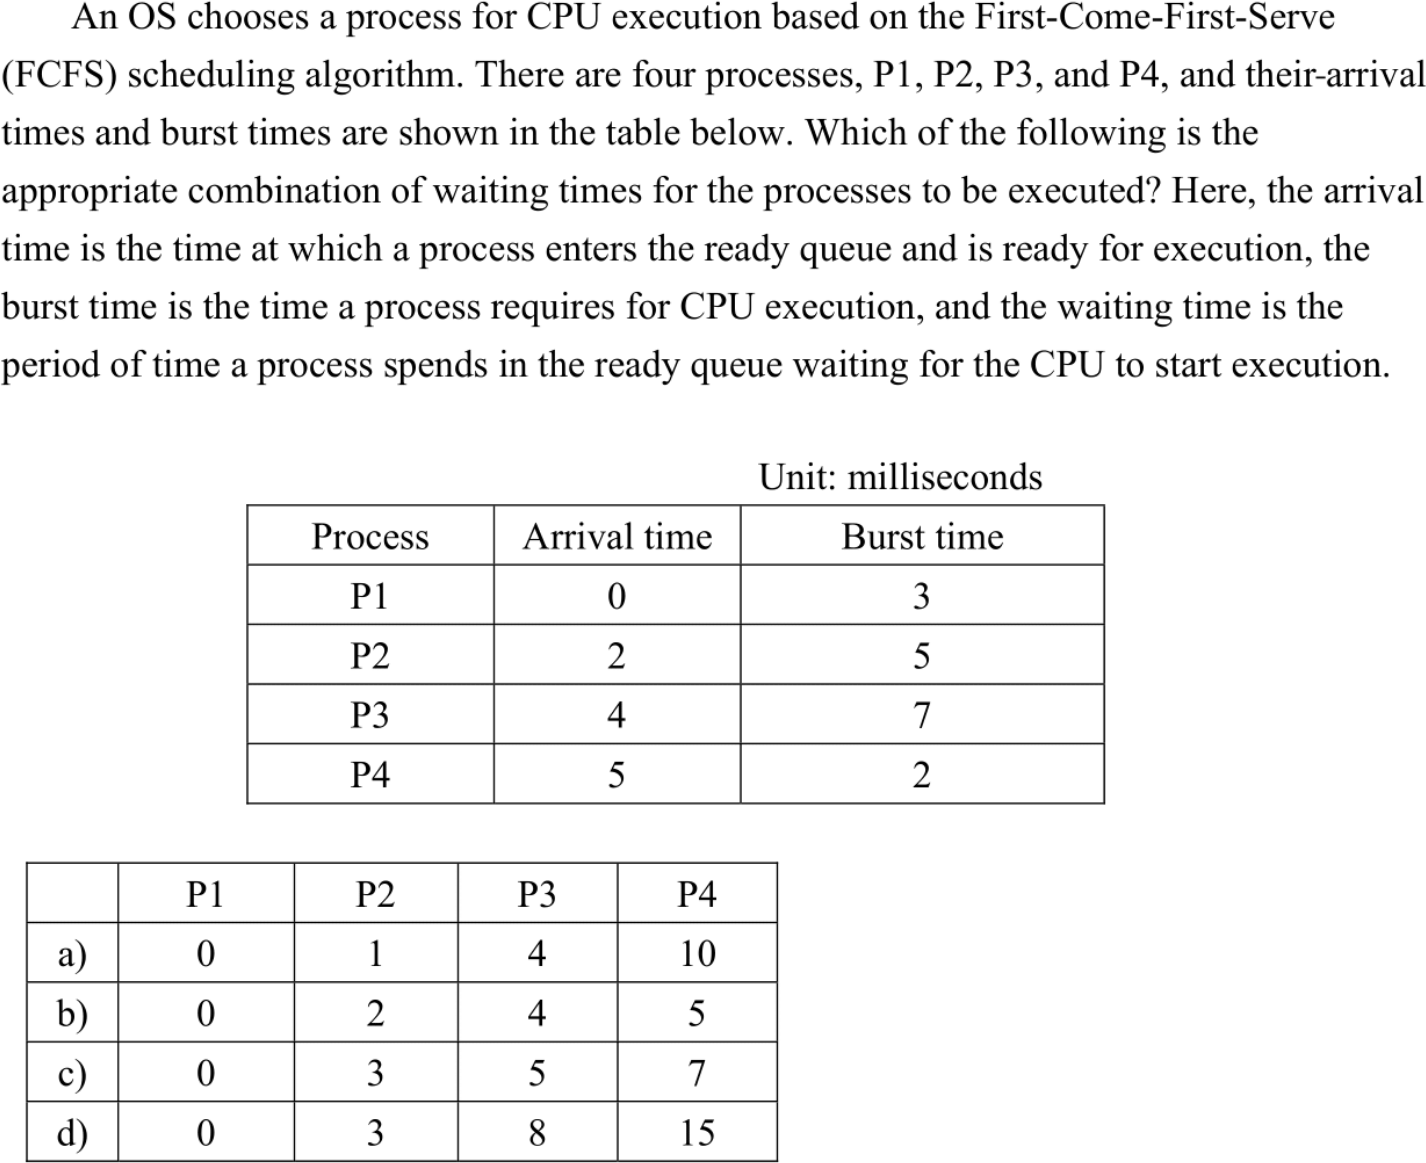 An OS chooses a process for CPU execution based on the First-Come-First-Serve
(FCFS) scheduling algorithm. There are four processes, P1, P2, P3, and P4, and their-arrival
times and burst times are shown in the table below. Which of the following is the
appropriate combination of waiting times for the processes to be executed? Here, the arrival
time is the time at which a process enters the ready queue and is ready for execution, the
burst time is the time a process requires for CPU execution, and the waiting time is the
period of time a process spends in the ready queue waiting for the CPU to start execution.
Unit: milliseconds
Process Arrival time Burst time
P1 0 3
P2 2 5
P3 4 7
P4 5 2
P1 P2 P3 P4
a) 0 1 4 10
b) 0 2 4 5
c) 0 3 5 7
d) 0 3 8 15